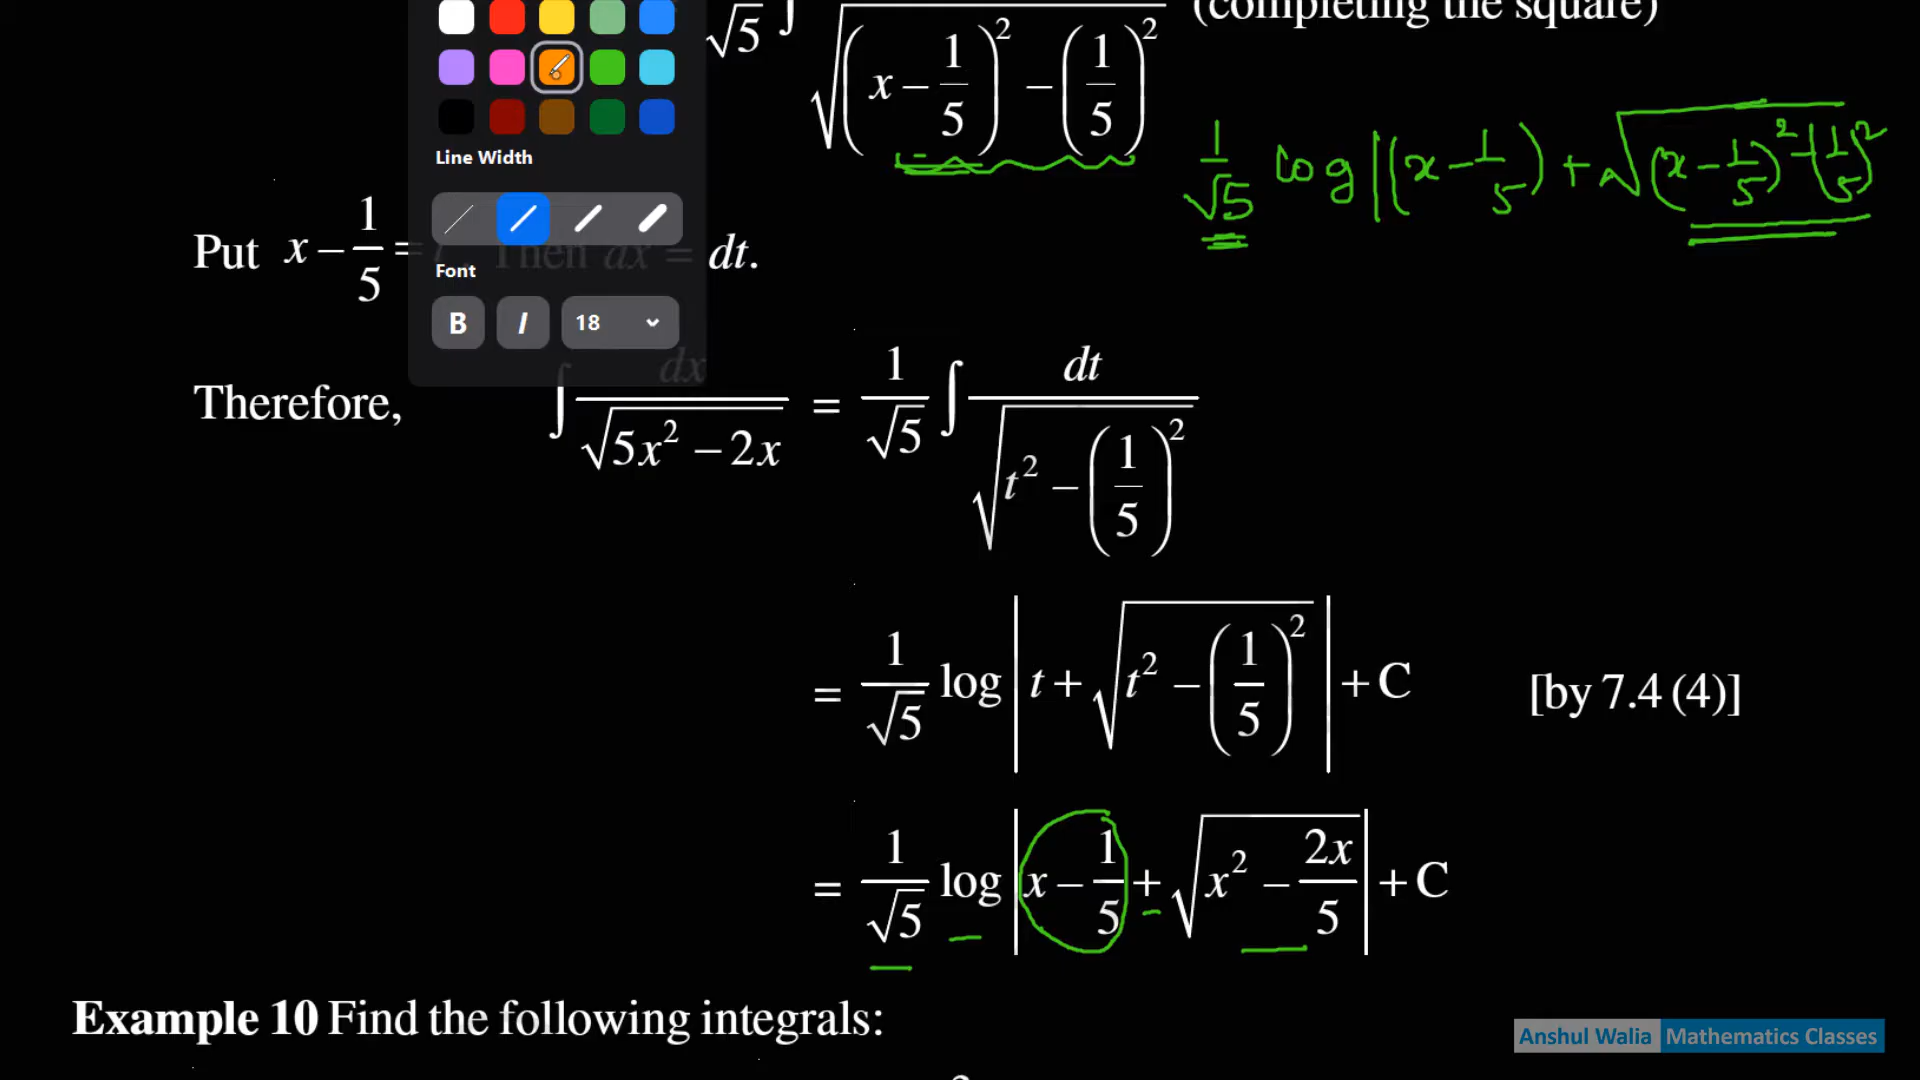 1/√5 ∫ √((x − 1/5)² − (1/5)²) (completing the square)
1/√5 log |(x − 1/5) + √((x − 1/5)² − (1/5)²)
Line Width
Put x − 1/5 = t. Then dx = dt.
Font
B I 18
Therefore, ∫ dx/√(5x² − 2x) = 1/√5 ∫ dt/√(t² − (1/5)²)
= 1/√5 log |t + √(t² − (1/5)²)| + C [by 7.4 (4)]
= 1/√5 log |x − 1/5 + √(x² − 2x/5)| + C
Example 10 Find the following integrals:
Anshul Walia Mathematics Classes